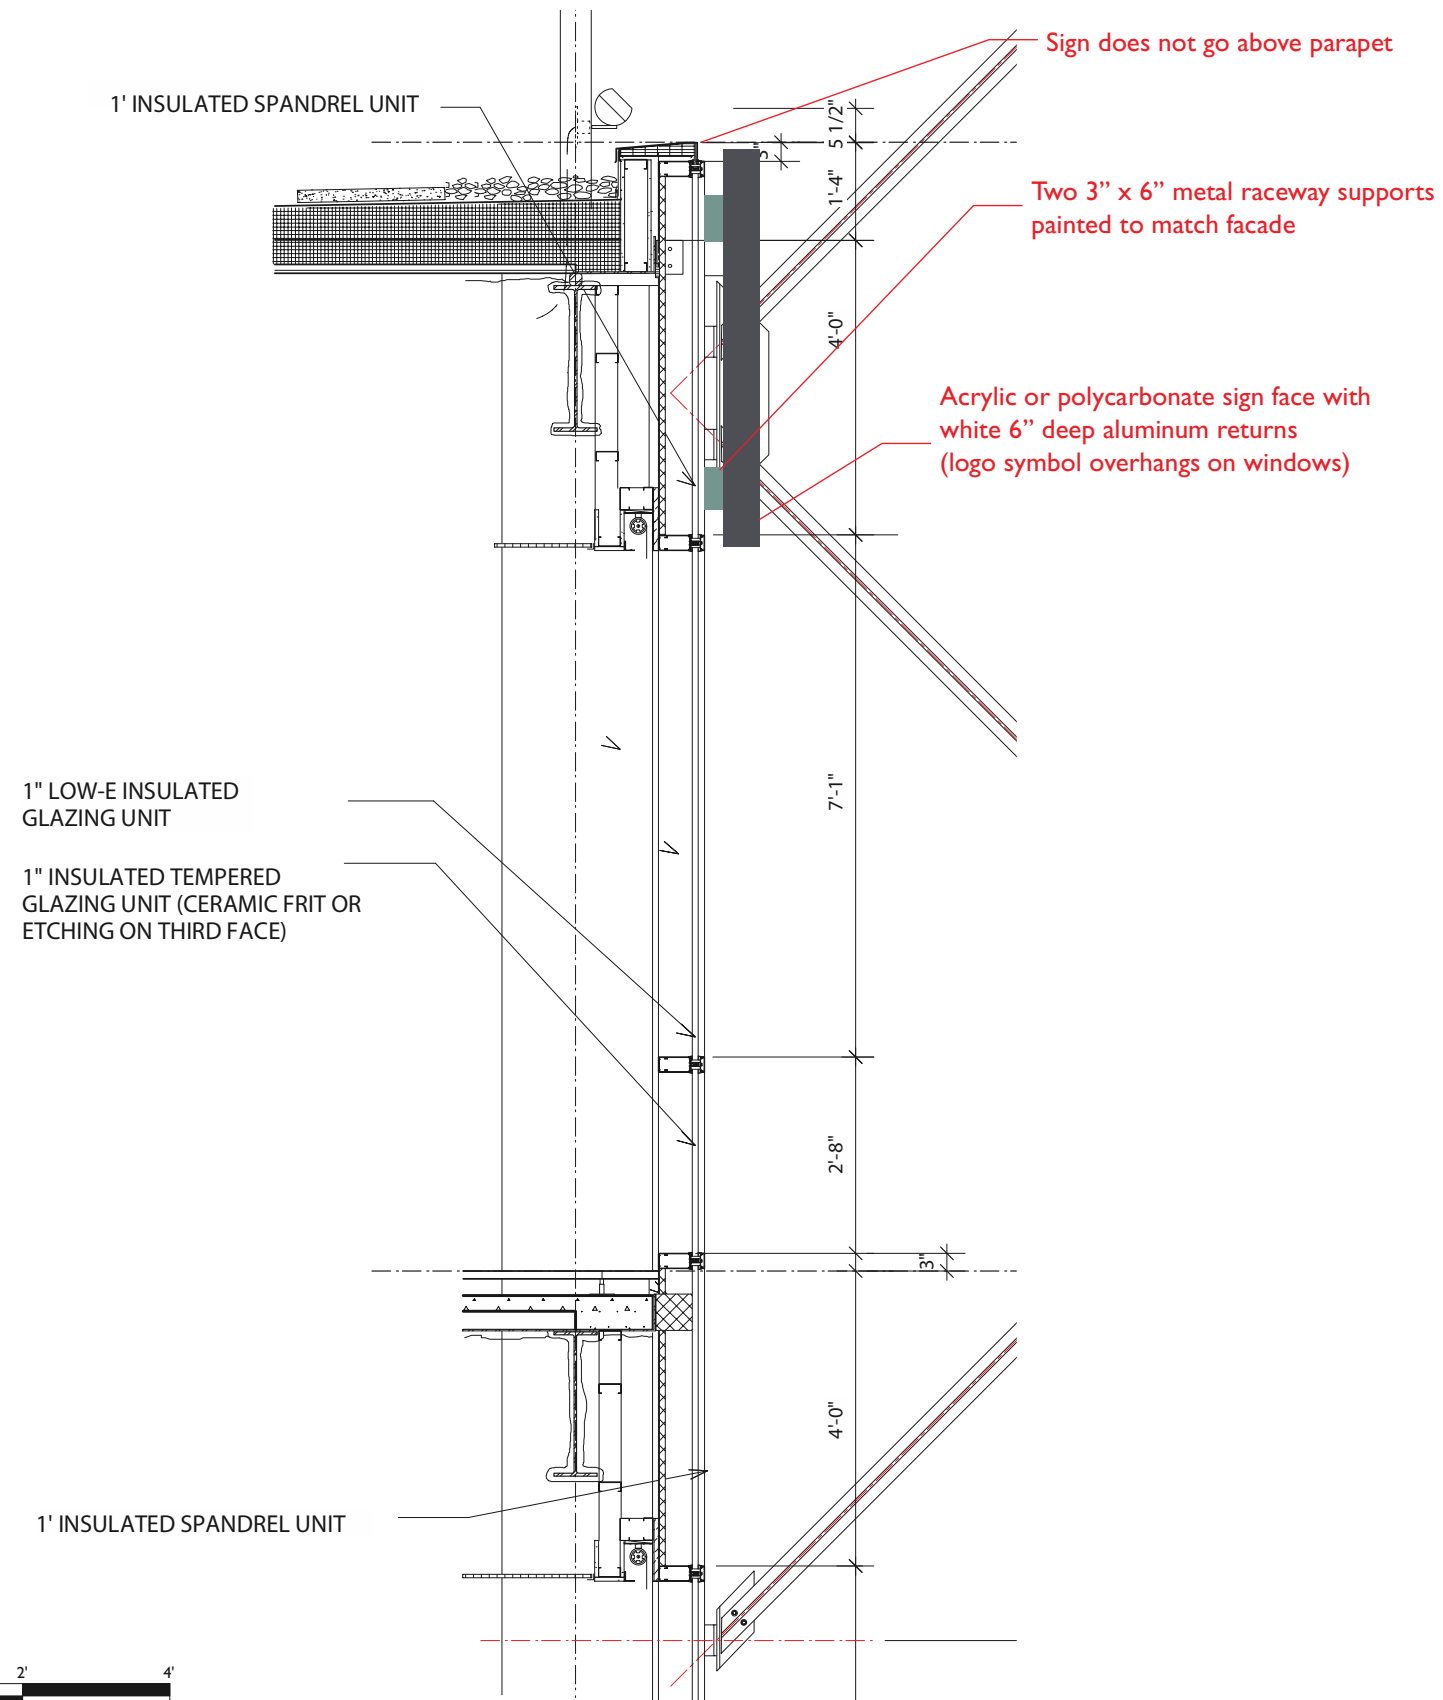 Sign does not go above parapet
1' INSULATED SPANDREL UNIT
5 1/2"
3"
1'-4"
Two 3” x 6” metal raceway supports
painted to match facade
4'-0"
Acrylic or polycarbonate sign face with
white 6” deep aluminum returns
(logo symbol overhangs on windows)
1" LOW-E INSULATED
GLAZING UNIT
7'-1"
1" INSULATED TEMPERED
GLAZING UNIT (CERAMIC FRIT OR
ETCHING ON THIRD FACE)
2'-8"
3"
4'-0"
1' INSULATED SPANDREL UNIT
2'
4'